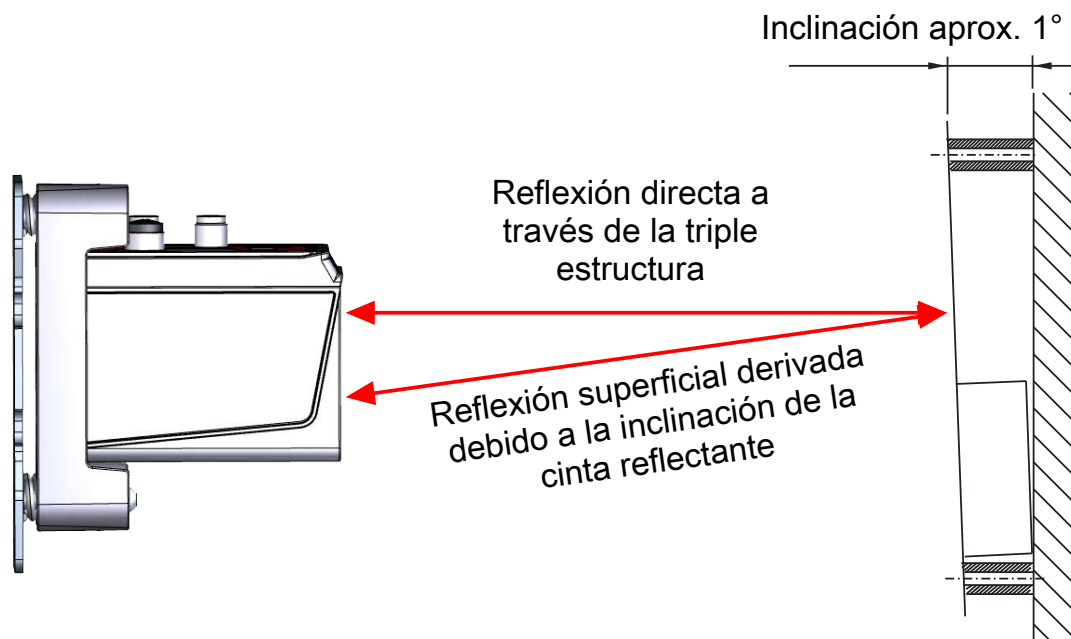 Inclinación aprox. 1°
Reflexión directa a
través de la triple
estructura
Reflexión superficial derivada
debido a la inclinación de la
cinta reflectante